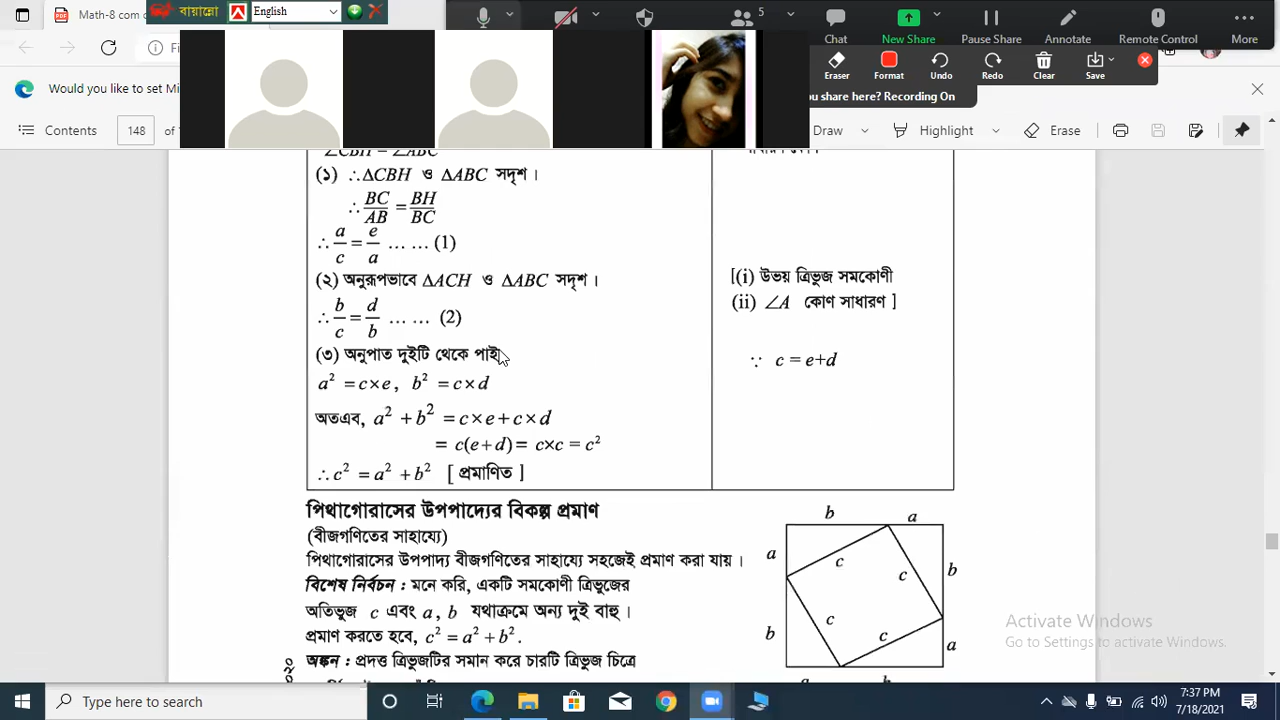 বায়ান্নো English
5
Chat New Share Pause Share Annotate Remote Control More
Eraser Format Undo Redo Clear Save
u share here? Recording On
Would you like to set Mi
Contents 148 of Draw Highlight Erase
∠CBH = ∠ABC
(১) ∴ΔCBH ও ΔABC সদৃশ।
∴ BC/AB = BH/BC
∴ a/c = e/a … … (1)
(২) অনুরূপভাবে ΔACH ও ΔABC সদৃশ।
[(i) উভয় ত্রিভুজ সমকোণী
(ii) ∠A কোণ সাধারণ ]
∴ b/c = d/b … … (2)
(৩) অনুপাত দুইটি থেকে পাই
∵ c = e+d
a² = c×e, b² = c×d
অতএব, a² + b² = c×e + c×d
= c(e+d) = c×c = c²
∴ c² = a² + b² [ প্রমাণিত ]
পিথাগোরাসের উপপাদ্যের বিকল্প প্রমাণ
(বীজগণিতের সাহায্যে)
পিথাগোরাসের উপপাদ্য বীজগণিতের সাহায্যে সহজেই প্রমাণ করা যায়।
বিশেষ নির্বচন : মনে করি, একটি সমকোণী ত্রিভুজের
অতিভুজ c এবং a, b যথাক্রমে অন্য দুই বাহু।
প্রমাণ করতে হবে, c² = a² + b².
অঙ্কন : প্রদত্ত ত্রিভুজটির সমান করে চারটি ত্রিভুজ চিত্রে
b a
a c
c b
b c
c a
Activate Windows
Go to Settings to activate Windows.
Type here to search
7:37 PM
7/18/2021